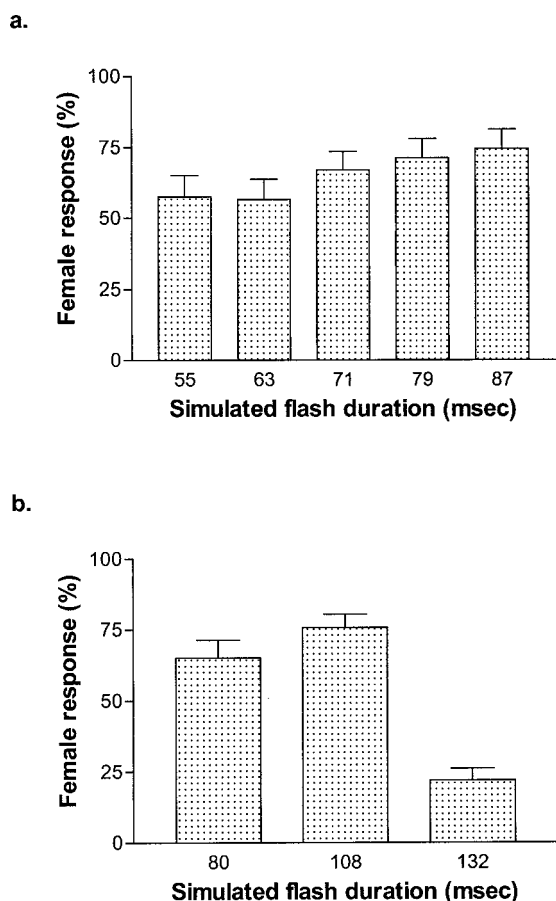 a.
100
75
50
25
0
Female response (%)
55 63 71 79 87
Simulated flash duration (msec)
b.
100
75
50
25
0
Female response (%)
80 108 132
Simulated flash duration (msec)